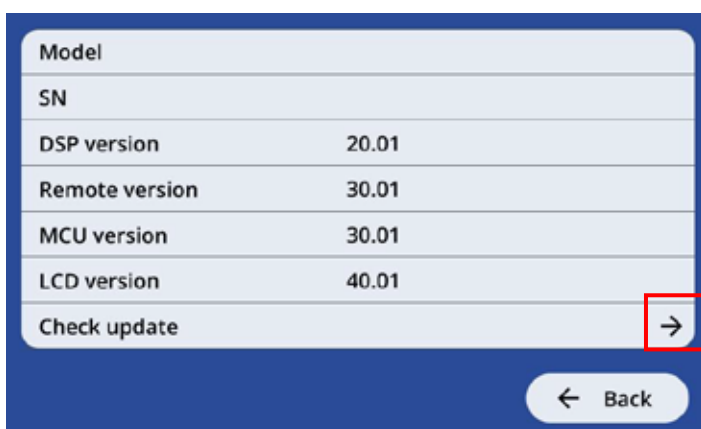 Model
SN
DSP version 20.01
Remote version 30.01
MCU version 30.01
LCD version 40.01
Check update →
← Back